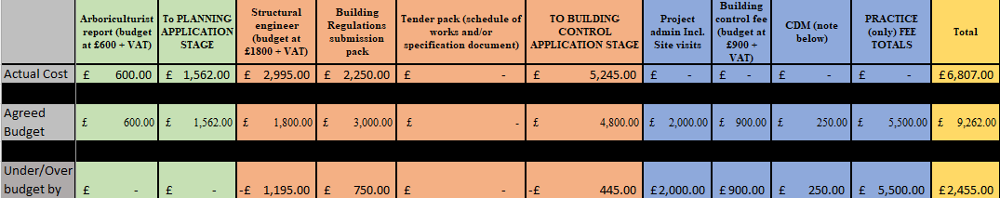 Arboriculturist report (budget at £600 + VAT) To PLANNING APPLICATION STAGE Structural engineer (budget at £1800 + VAT) Building Regulations submission pack Tender pack (schedule of works and/or specification document) TO BUILDING CONTROL APPLICATION STAGE Project admin Incl. Site visits Building control fee (budget at £900 + VAT) CDM (note below) PRACTICE (only) FEE TOTALS Total
Actual Cost £ 600.00 £ 1,562.00 £ 2,995.00 £ 2,250.00 £ - £ 5,245.00 £ - £ - £ - £ - £6,807.00
Agreed Budget £ 600.00 £ 1,562.00 £ 1,800.00 £ 3,000.00 £ - £ 4,800.00 £ 2,000.00 £ 900.00 £ 250.00 £ 5,500.00 £ 9,262.00
Under/Over budget by £ - £ - -£ 1,195.00 £ 750.00 £ - -£ 445.00 £2,000.00 £900.00 £ 250.00 £ 5,500.00 £2,455.00